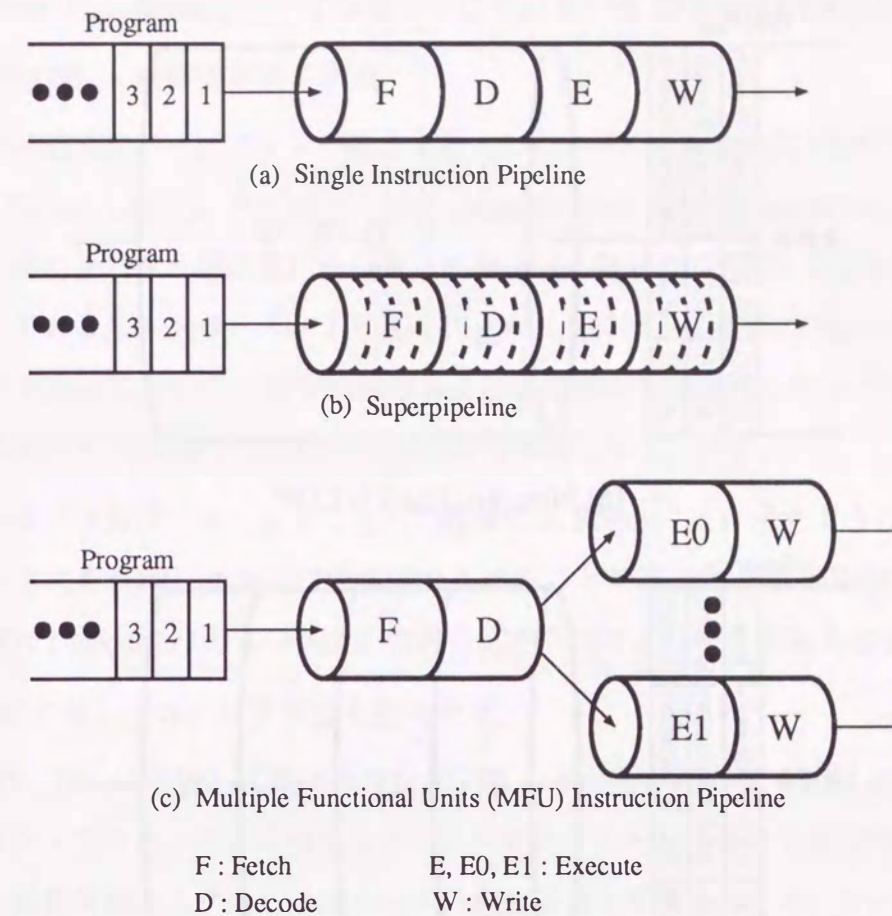 Program
3 2 1
F D E W
(a) Single Instruction Pipeline
Program
3 2 1
F D E W
(b) Superpipeline
E0 W
Program
3 2 1
F D
E1 W
(c) Multiple Functional Units (MFU) Instruction Pipeline
F : Fetch E, E0, E1 : Execute
D : Decode W : Write